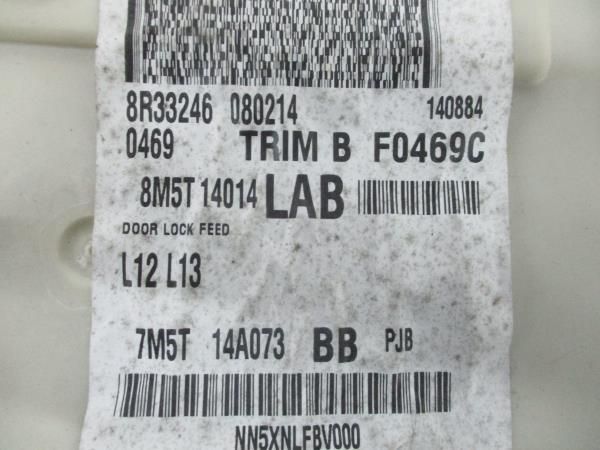 8R33246 080214 140884
0469 TRIM B F0469C
8M5T 14014 LAB
DOOR LOCK FEED
L12 L13
7M5T 14A073 BB PJB
NN5XNLFBV000